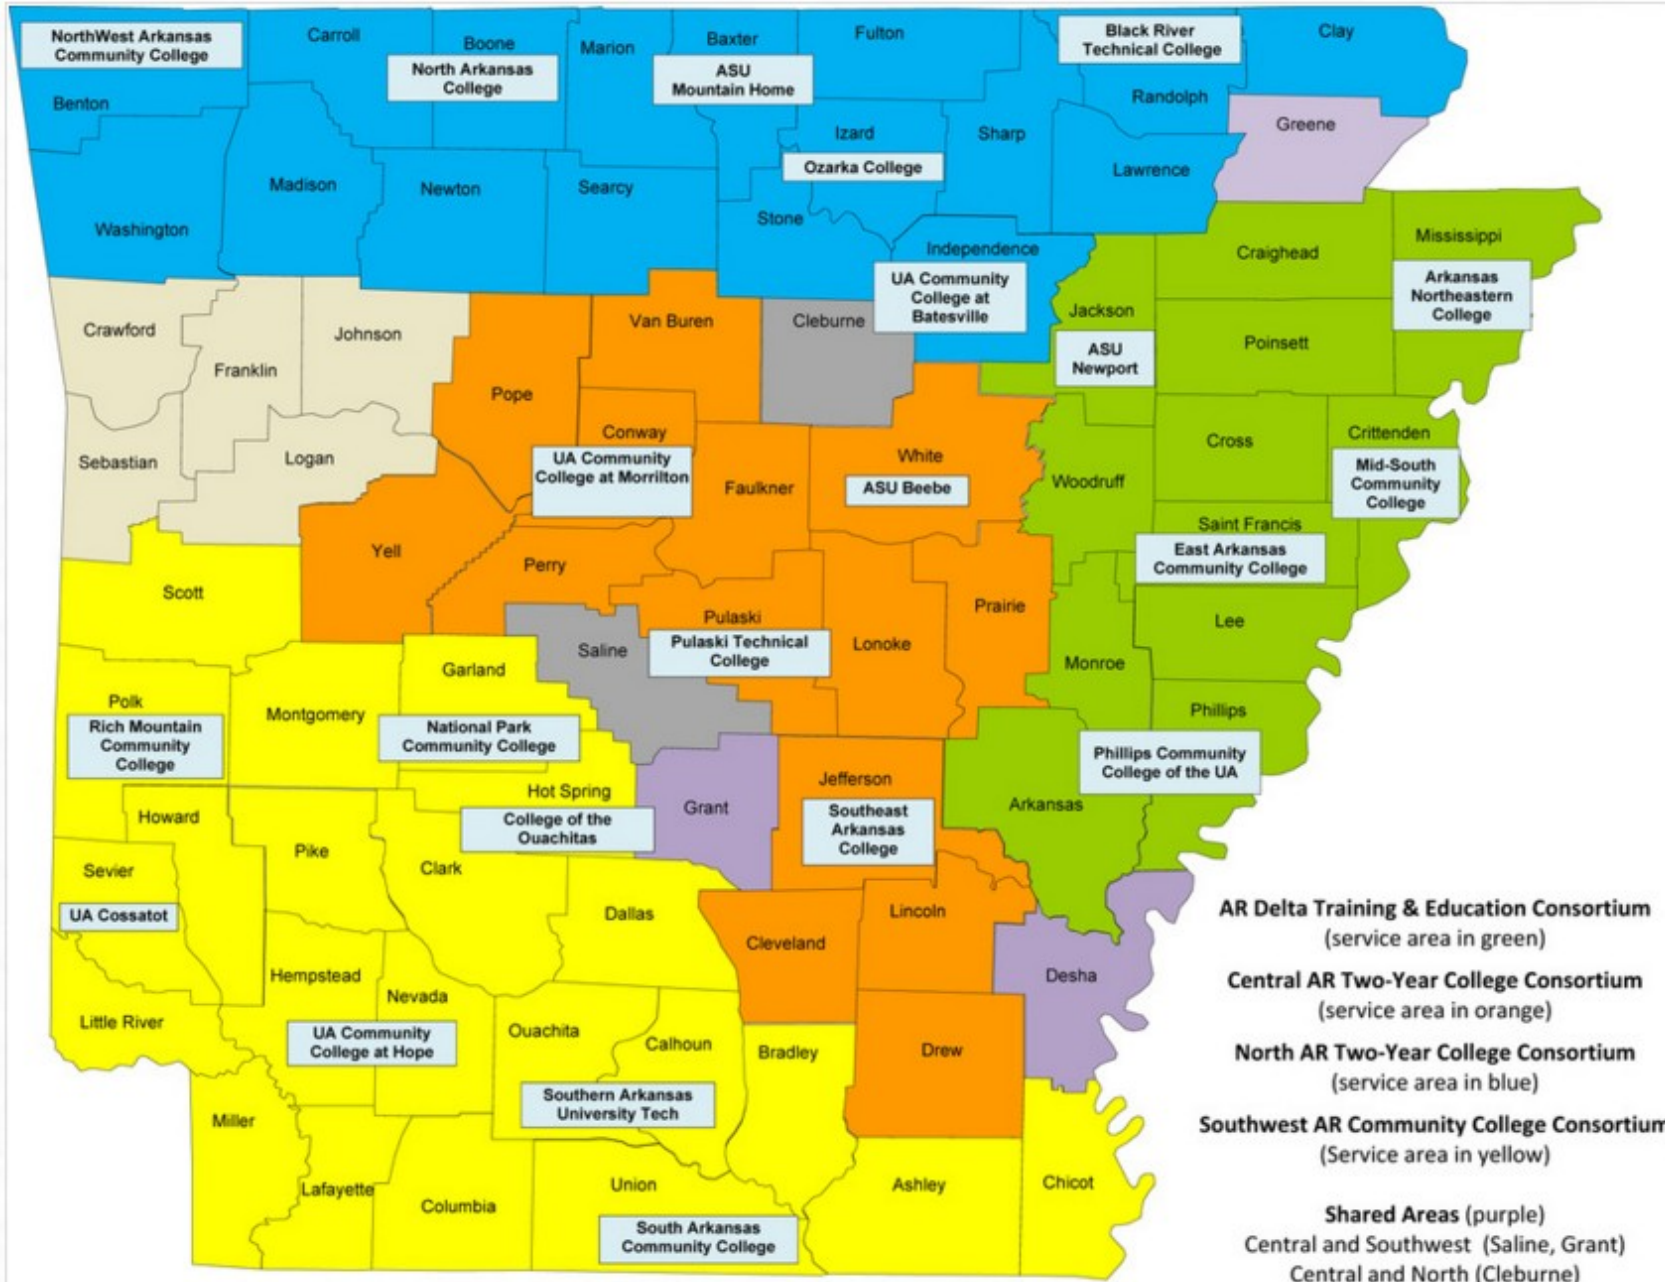 NorthWest Arkansas
Community College
Carroll
Boone
North Arkansas
College
Marion
Baxter
ASU
Mountain Home
Fulton
Black River
Technical College
Clay
Benton
Randolph
Greene
Izard
Ozarka College
Sharp
Lawrence
Washington
Madison
Newton
Searcy
Stone
Independence
UA Community
College at
Batesville
Craighead
Mississippi
Arkansas
Northeastern
College
Crawford
Franklin
Johnson
Van Buren
Cleburne
Jackson
ASU
Newport
Poinsett
Pope
Conway
UA Community
College at Morrilton
Sebastian
Logan
Faulkner
White
ASU Beebe
Woodruff
Cross
Crittenden
Mid-South
Community
College
Saint Francis
East Arkansas
Community College
Yell
Perry
Scott
Pulaski
Pulaski Technical
College
Saline
Lonoke
Prairie
Lee
Monroe
Garland
National Park
Community College
Polk
Rich Mountain
Community
College
Montgomery
Phillips
Phillips Community
College of the UA
Hot Spring
College of the
Ouachitas
Grant
Jefferson
Southeast
Arkansas
College
Arkansas
Howard
Pike
Clark
Sevier
UA Cossatot
Dallas
Cleveland
Lincoln
Desha
Hempstead
Nevada
UA Community
College at Hope
Little River
Ouachita
Calhoun
Southern Arkansas
University Tech
Bradley
Drew
Miller
Lafayette
Columbia
Union
South Arkansas
Community College
Ashley
Chicot
AR Delta Training & Education Consortium
(service area in green)
Central AR Two-Year College Consortium
(service area in orange)
North AR Two-Year College Consortium
(service area in blue)
Southwest AR Community College Consortium
(Service area in yellow)
Shared Areas (purple)
Central and Southwest (Saline, Grant)
Central and North (Cleburne)